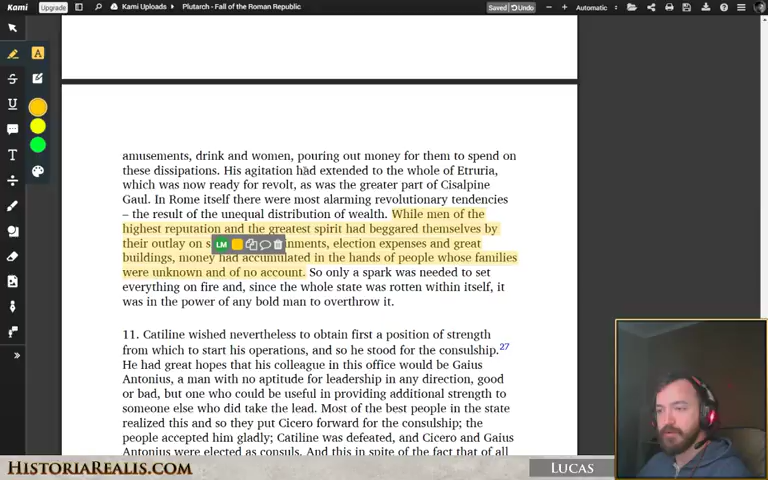 Kami Upgrade Kami Uploads > Plutarch - Fall of the Roman Republic Saved Undo Automatic
A
amusements, drink and women, pouring out money for them to spend on
these dissipations. His agitation had extended to the whole of Etruria,
which was now ready for revolt, as was the greater part of Cisalpine
Gaul. In Rome itself there were most alarming revolutionary tendencies
– the result of the unequal distribution of wealth. While men of the
highest reputation and the greatest spirit had beggared themselves by
their outlay on s LM inments, election expenses and great
buildings, money had accumulated in the hands of people whose families
were unknown and of no account. So only a spark was needed to set
everything on fire and, since the whole state was rotten within itself, it
was in the power of any bold man to overthrow it.
11. Catiline wished nevertheless to obtain first a position of strength
from which to start his operations, and so he stood for the consulship.27
He had great hopes that his colleague in this office would be Gaius
Antonius, a man with no aptitude for leadership in any direction, good
or bad, but one who could be useful in providing additional strength to
someone else who did take the lead. Most of the best people in the state
realized this and so they put Cicero forward for the consulship; the
people accepted him gladly; Catiline was defeated, and Cicero and Gaius
Antonius were elected as consuls. And this in spite of the fact that of all
HISTORIAREALIS.COM
LUCAS